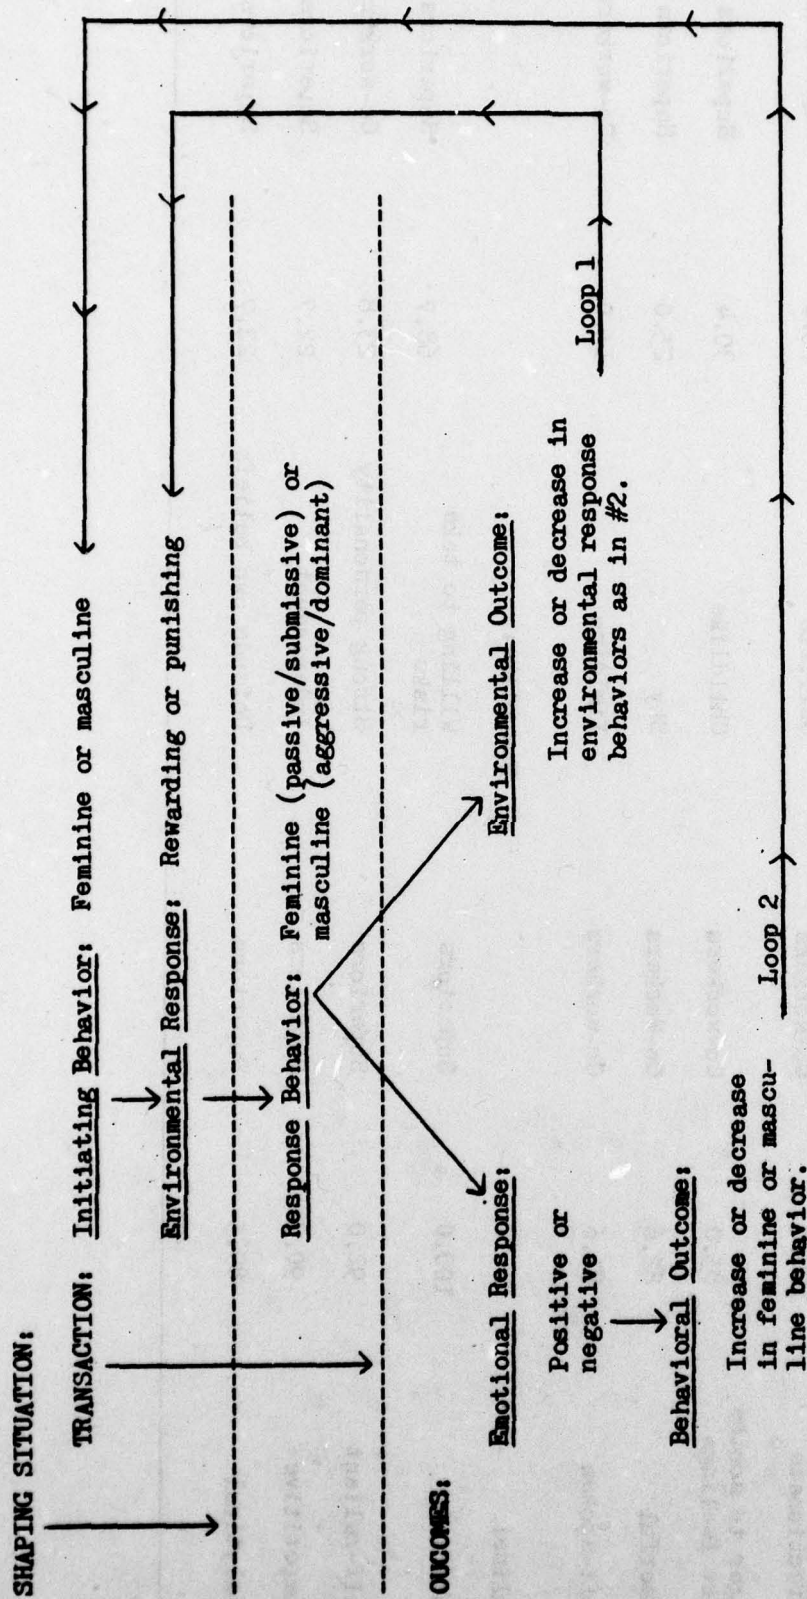 SHAPING SITUATION:
TRANSACTION: Initiating Behavior: Feminine or masculine
Environmental Response: Rewarding or punishing
Response Behavior: Feminine (passive/submissive) or
masculine (aggressive/dominant)
OUCOMES:
Emotional Response:
Positive or
negative
Behavioral Outcome:
Increase or decrease
in feminine or mascu-
line behavior.
Loop 2
Environmental Outcome:
Increase or decrease in
environmental response
behaviors as in #2.
Loop 1